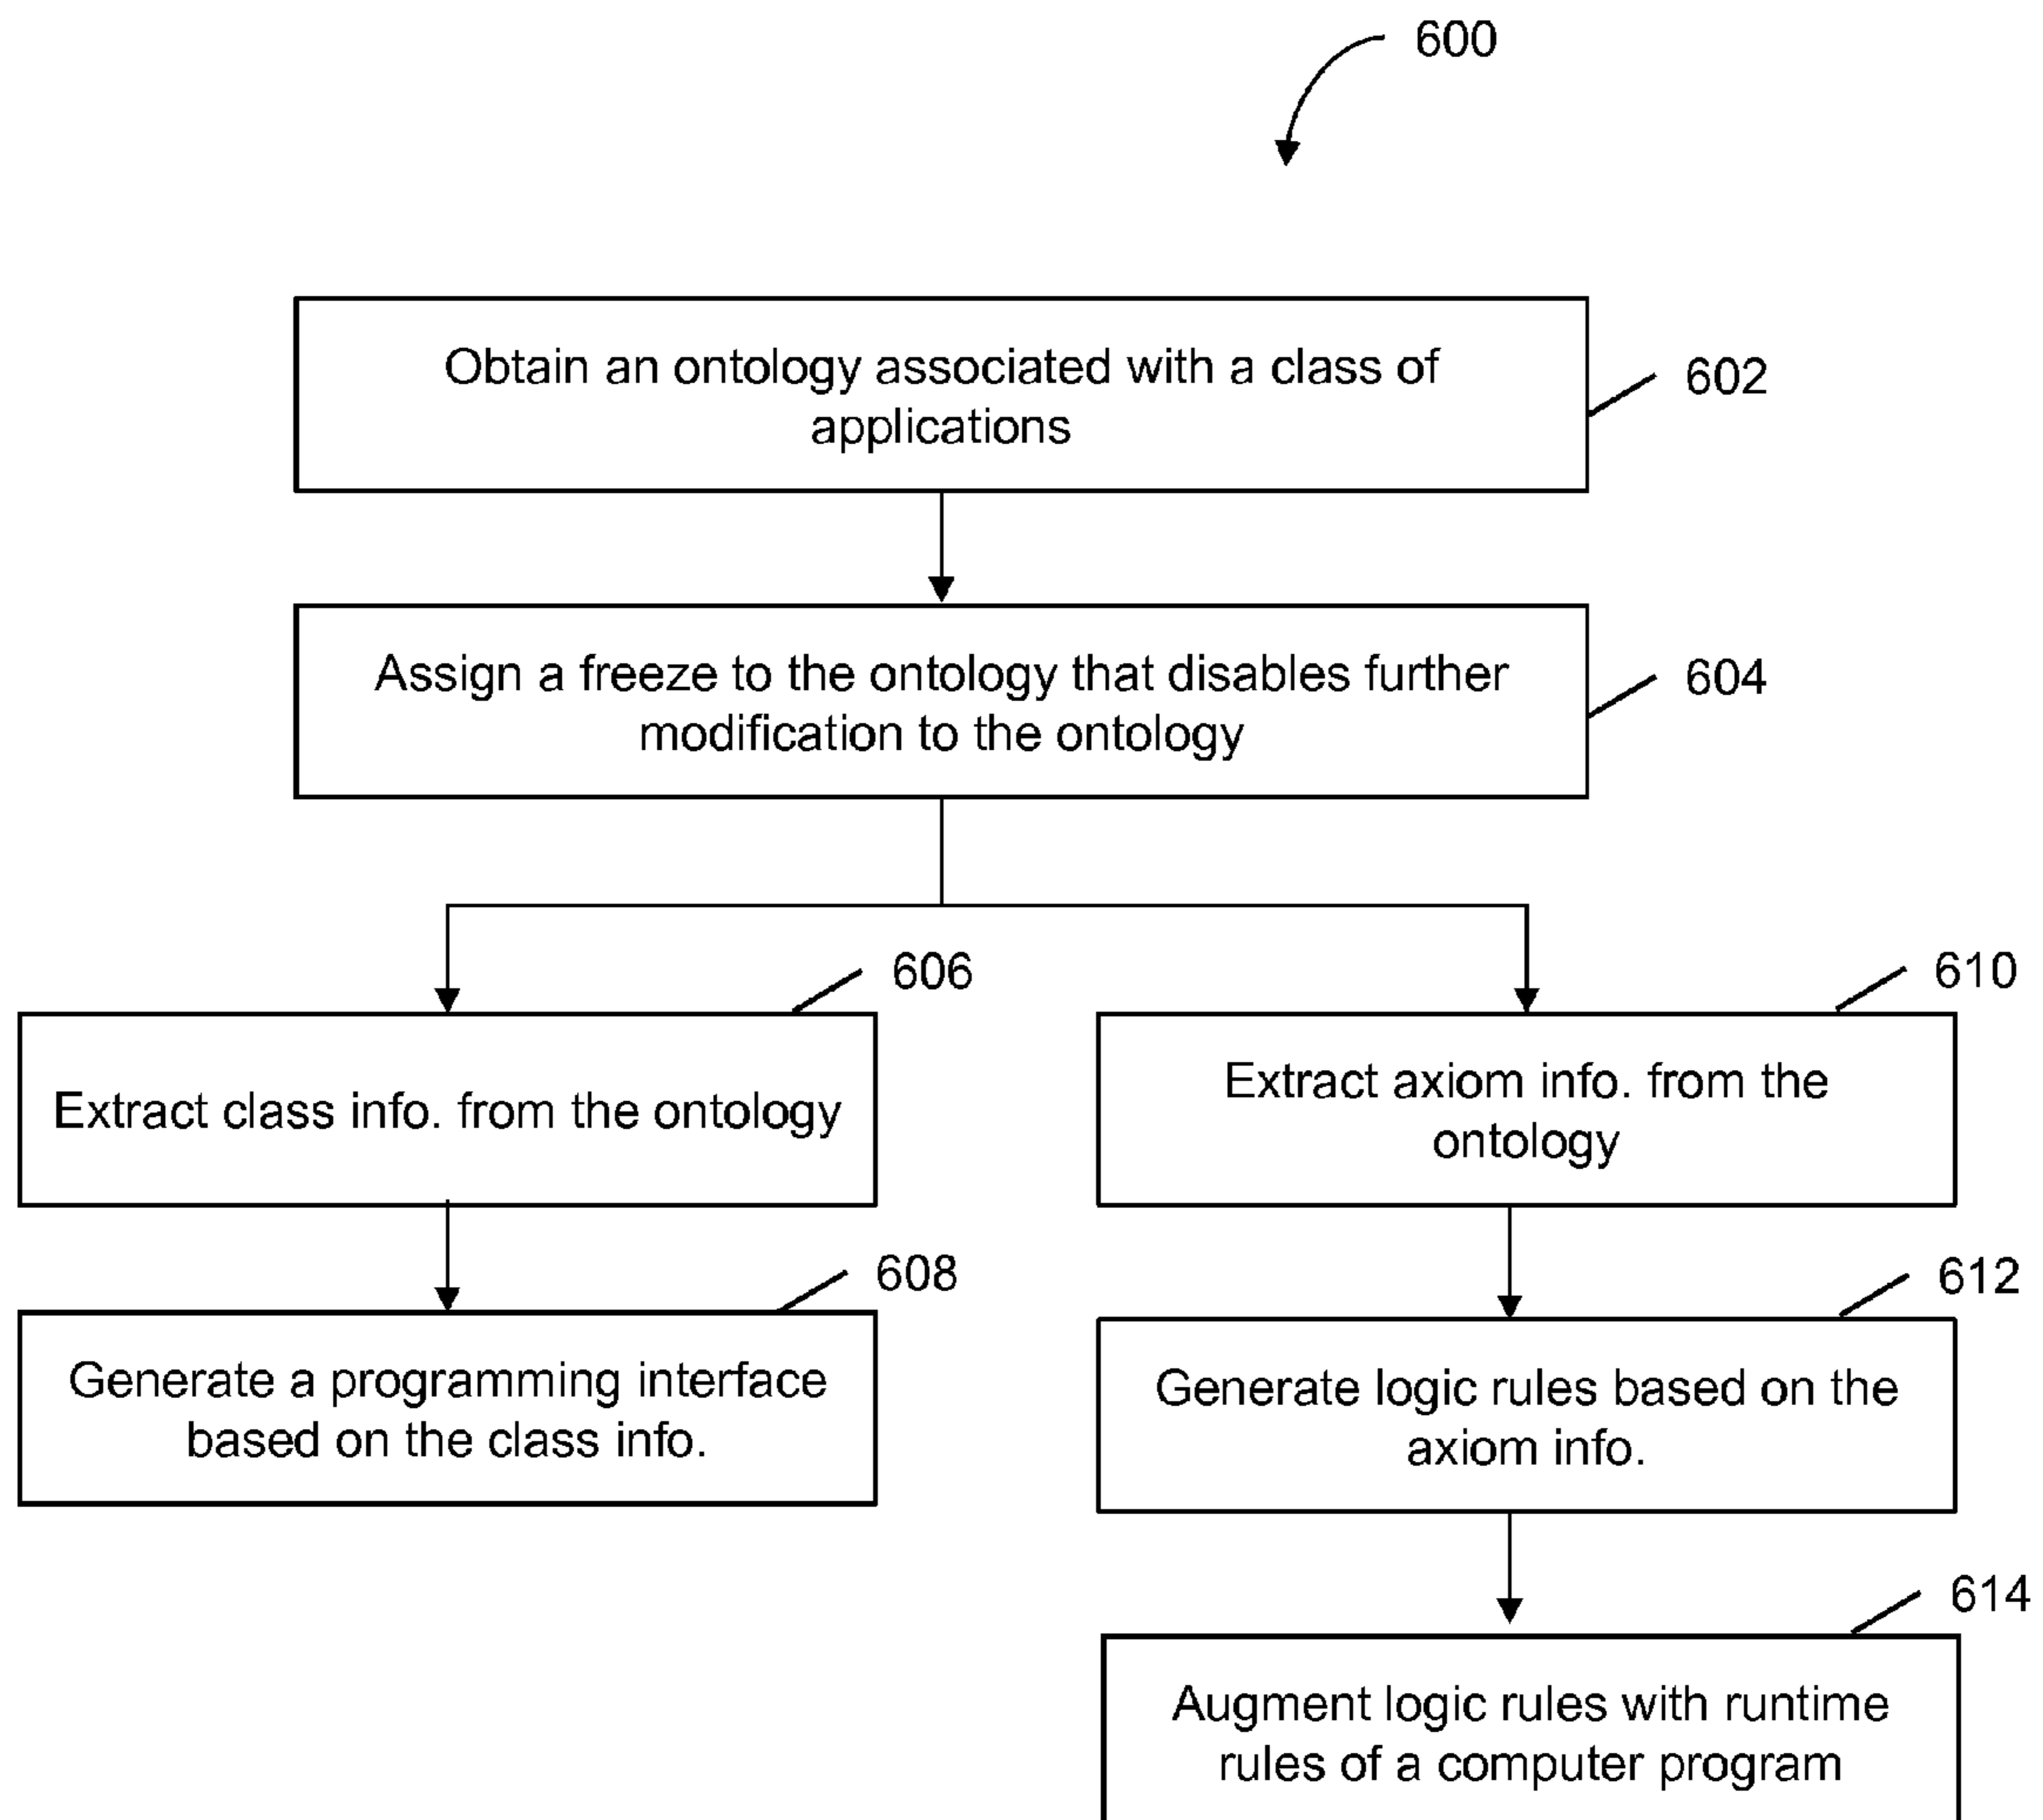 600
Obtain an ontology associated with a class of
applications
602
Assign a freeze to the ontology that disables further
modification to the ontology
604
606
Extract class info. from the ontology
608
Generate a programming interface
based on the class info.
610
Extract axiom info. from the
ontology
612
Generate logic rules based on the
axiom info.
614
Augment logic rules with runtime
rules of a computer program